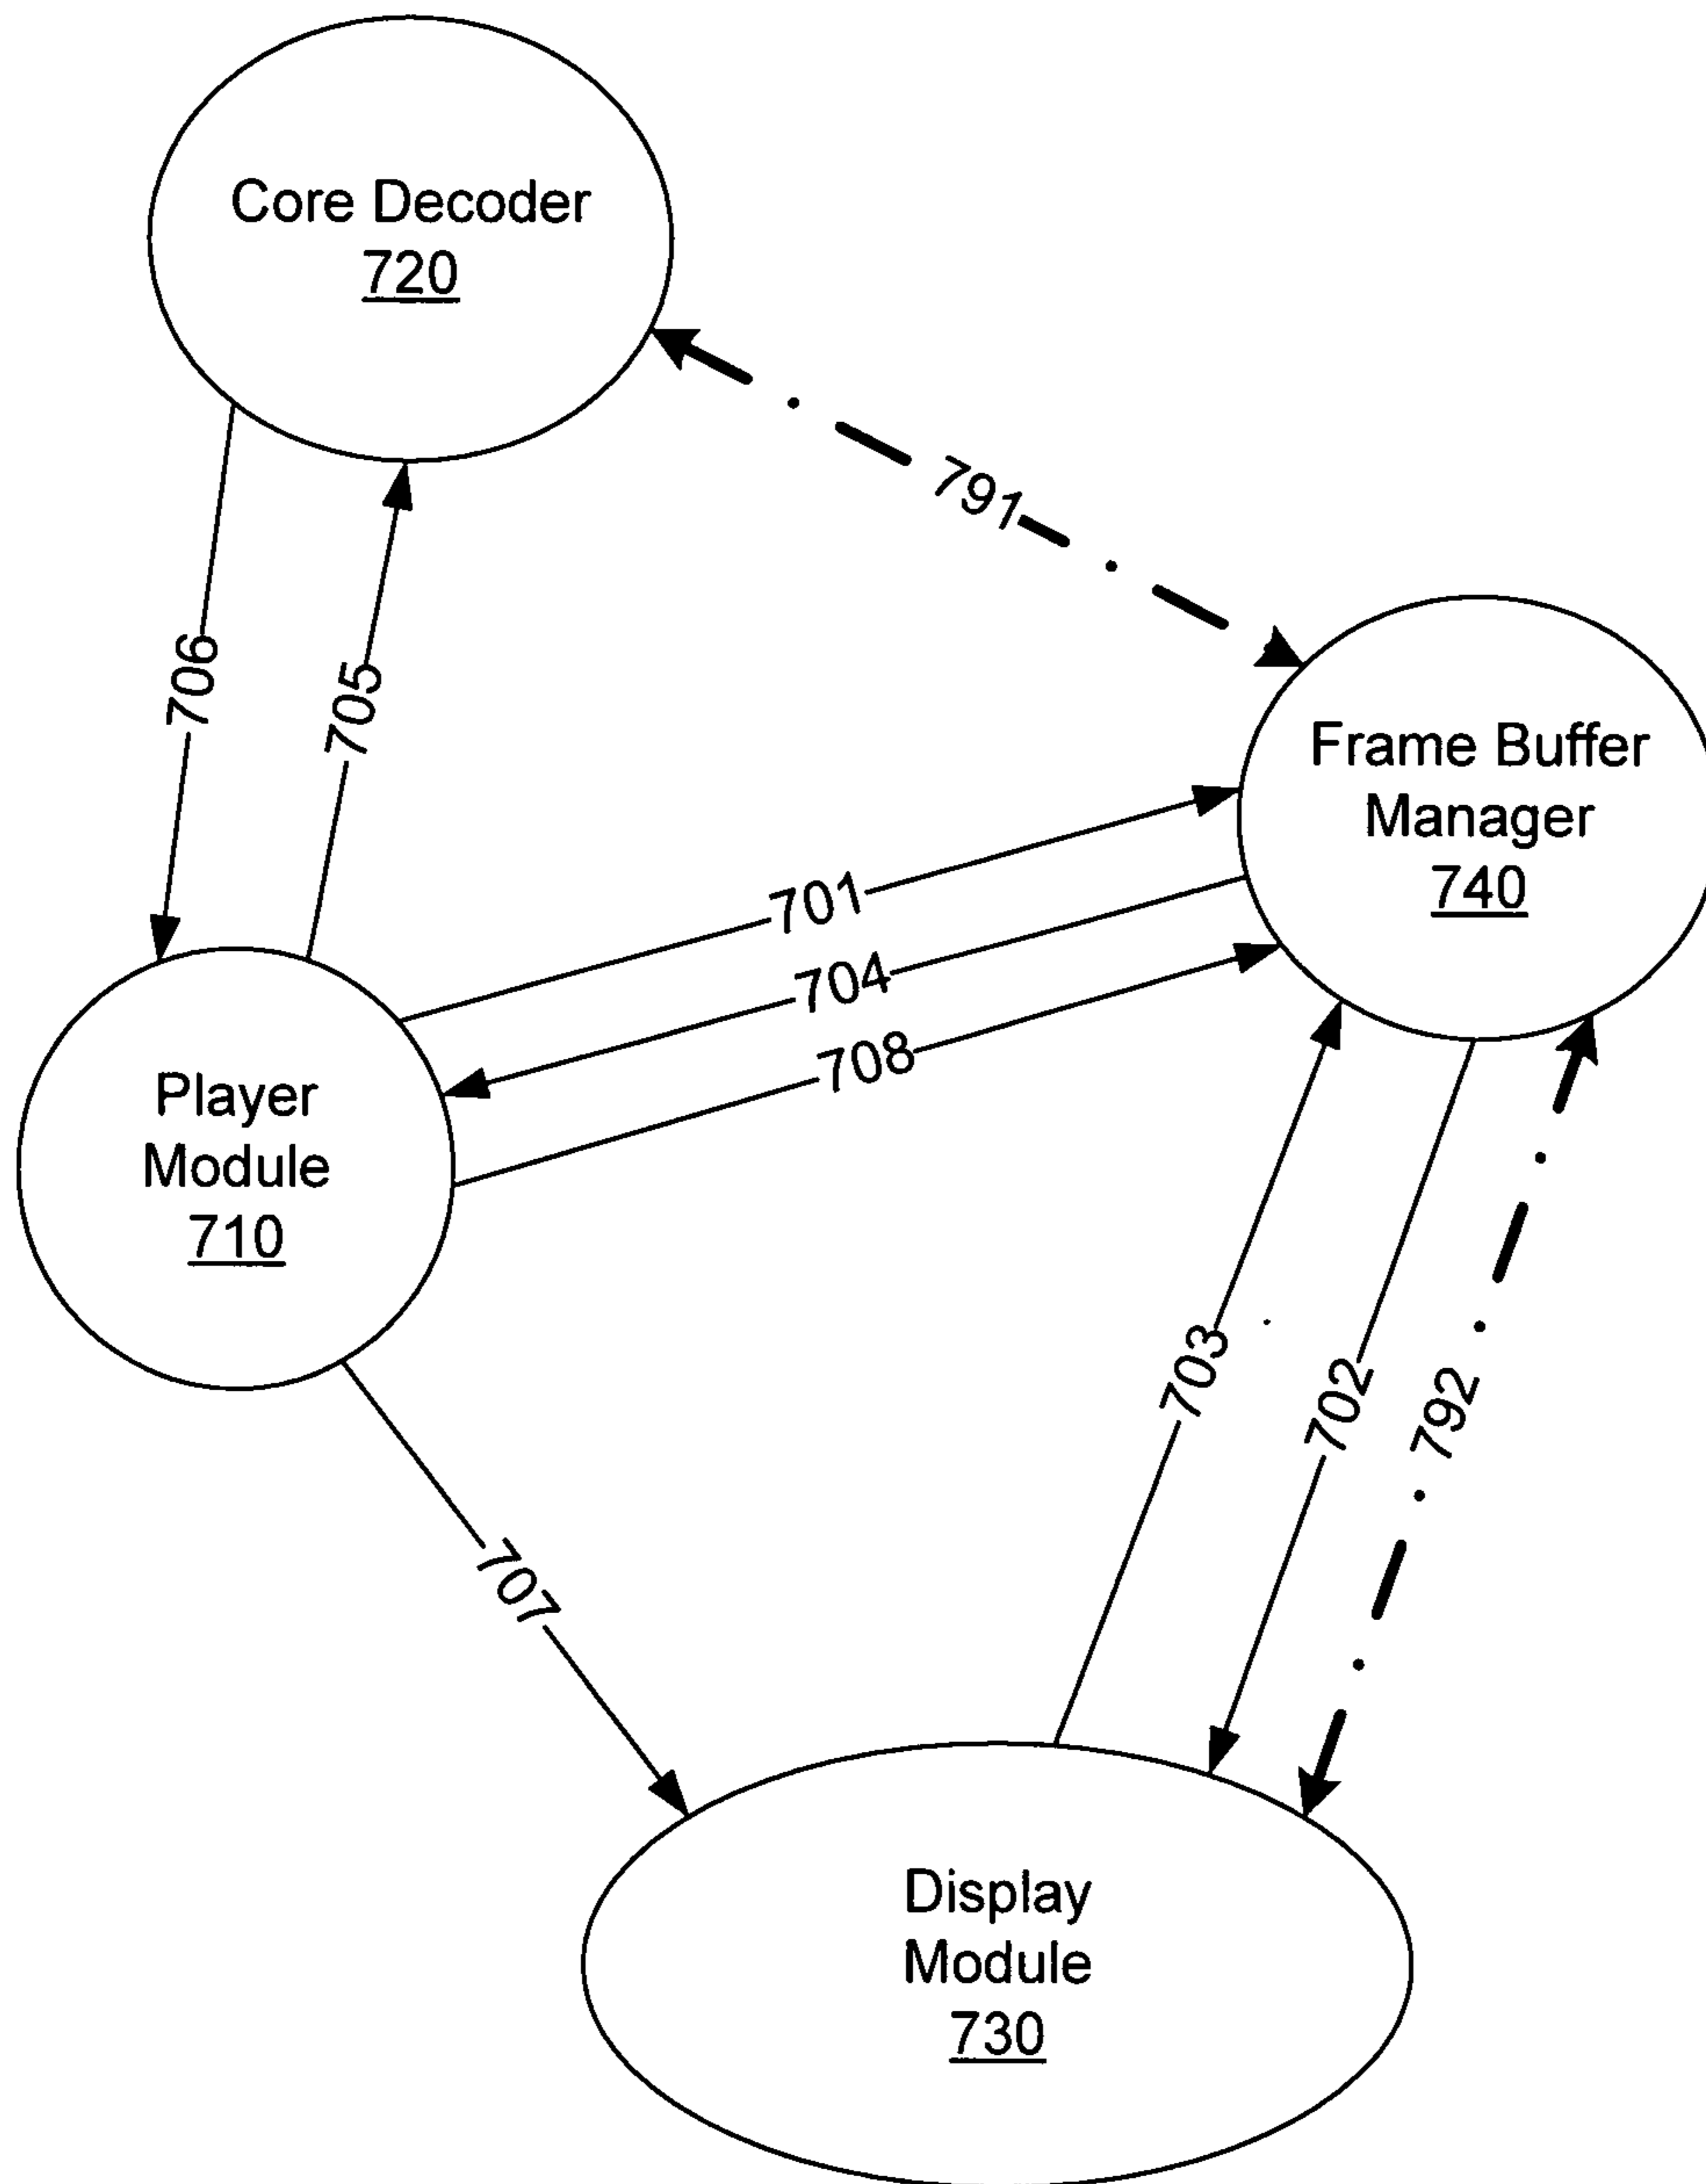 Core Decoder
720
791
706
705
Frame Buffer
Manager
740
701
704
708
Player
Module
710
703
702
792
707
Display
Module
730